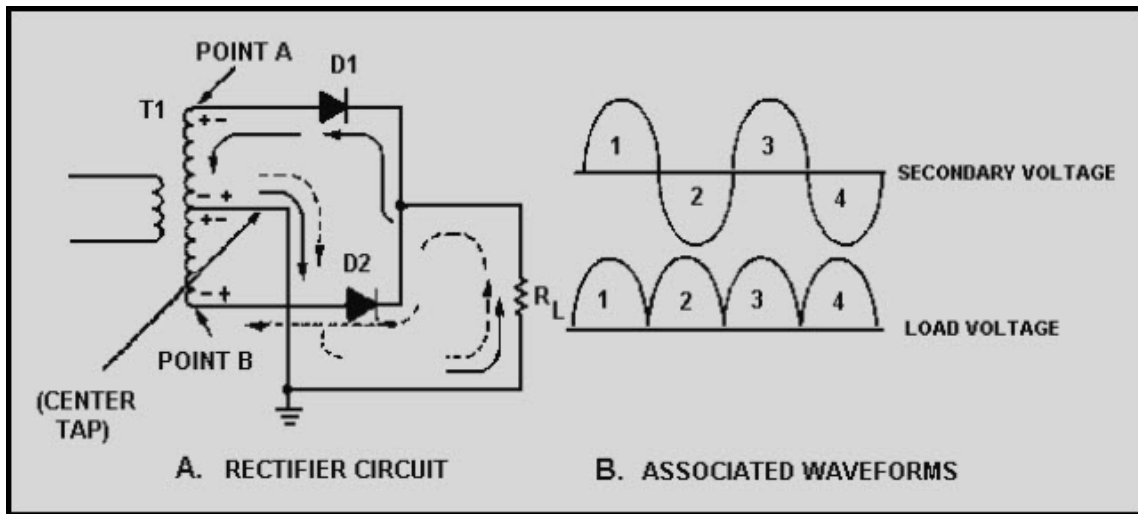 POINT A
D1
T1
+ -
- +
+ -
D2
- +
R L
POINT B
(CENTER
TAP)
A. RECTIFIER CIRCUIT
1
3
SECONDARY VOLTAGE
2
4
1
2
3
4
LOAD VOLTAGE
B. ASSOCIATED WAVEFORMS